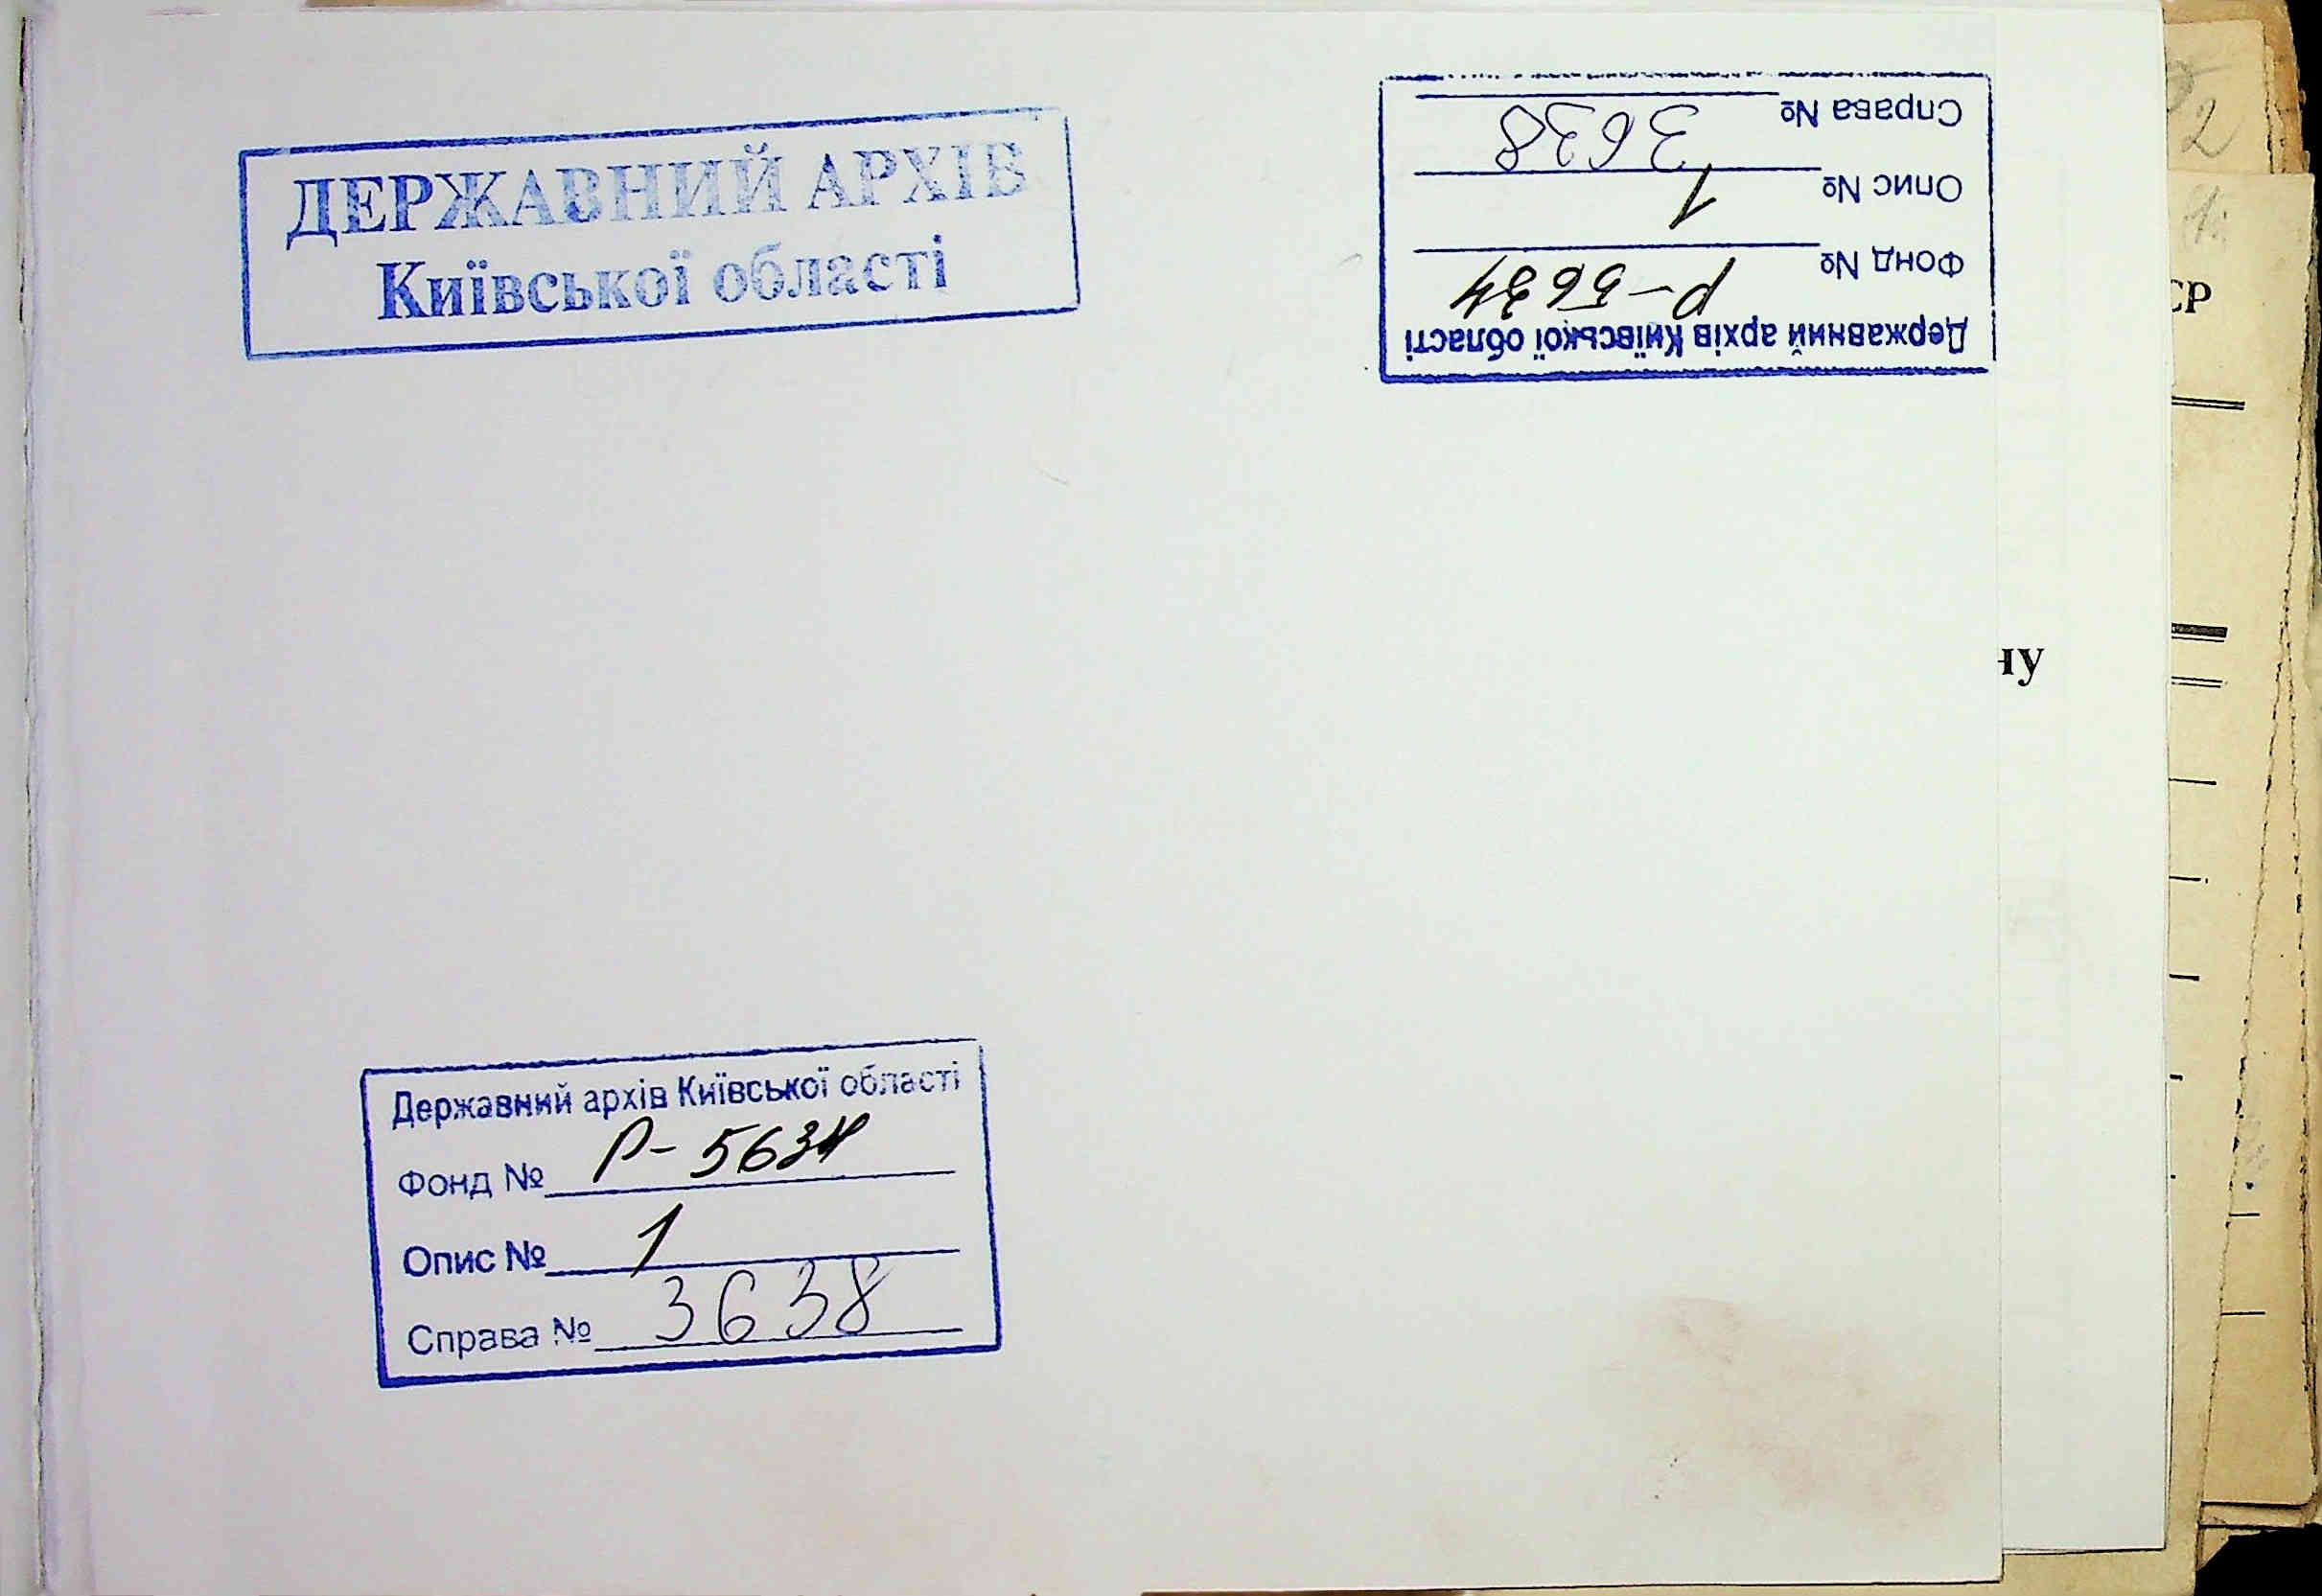 ДЕРЖАВНИЙ АРХІВ
Київської області
Державний архів Київської області
Фонд № Р-5634
Опис № 1
Справа № 3638
ну
СР
2
Державний архів Київської області
Фонд № Р- 5634
Опис № 1
Справа № 3638